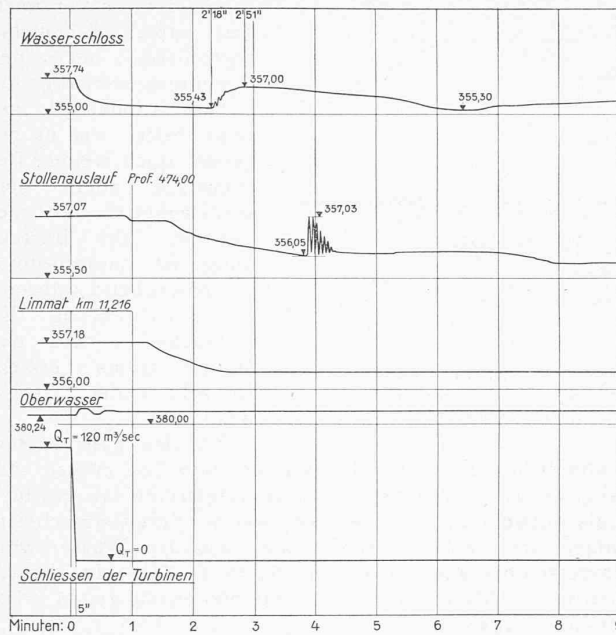 2'18" 2'51"
Wasserschloss
357,74
357,00
355,43
355,30
355,00
Stollenauslauf Prof. 474,00
357,07
357,03
356,05
355,50
Limmat km 11,216
357,18
356,00
Oberwasser
380,24
380,00
Q_T = 120 m³/sec
Q_T = 0
Schliessen der Turbinen
5"
Minuten: 0 1 2 3 4 5 6 7 8